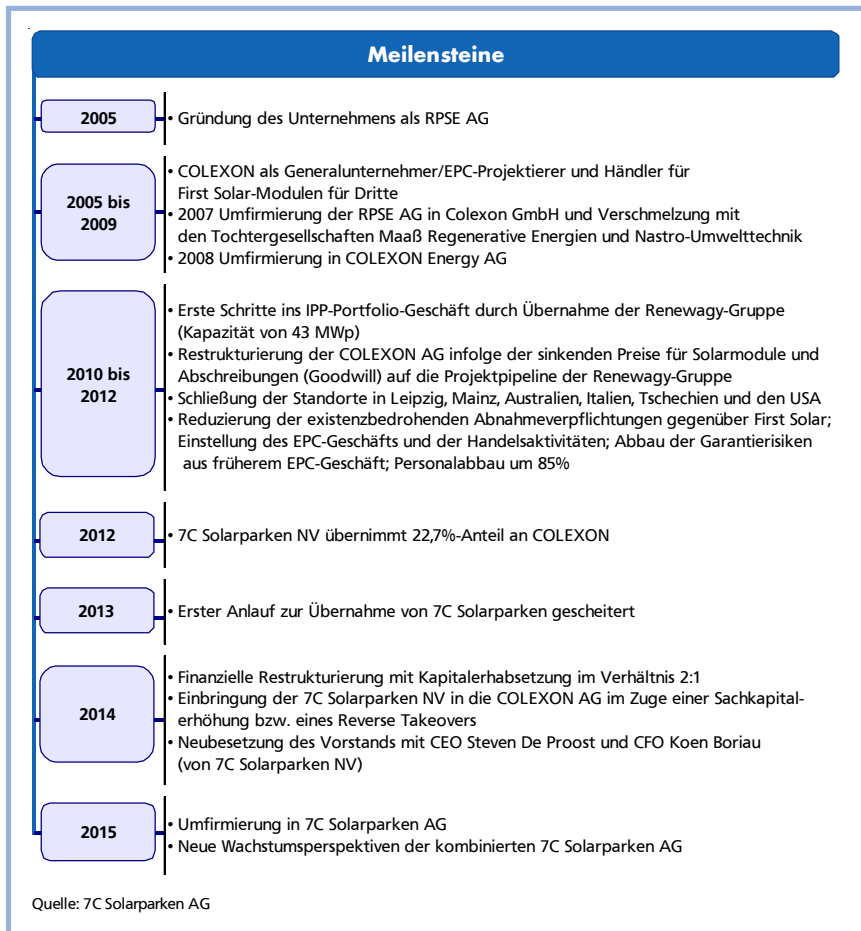 Meilensteine
2005
• Gründung des Unternehmens als RPSE AG
2005 bis
2009
• COLEXON als Generalunternehmer/EPC-Projektierer und Händler für
First Solar-Modulen für Dritte
• 2007 Umfirmierung der RPSE AG in Colexon GmbH und Verschmelzung mit
den Tochtergesellschaften Maaß Regenerative Energien und Nastro-Umwelttechnik
• 2008 Umfirmierung in COLEXON Energy AG
2010 bis
2012
• Erste Schritte ins IPP-Portfolio-Geschäft durch Übernahme der Renewagy-Gruppe
(Kapazität von 43 MWp)
• Restrukturierung der COLEXON AG infolge der sinkenden Preise für Solarmodule und
Abschreibungen (Goodwill) auf die Projektpipeline der Renewagy-Gruppe
• Schließung der Standorte in Leipzig, Mainz, Australien, Italien, Tschechien und den USA
• Reduzierung der existenzbedrohenden Abnahmeverpflichtungen gegenüber First Solar;
Einstellung des EPC-Geschäfts und der Handelsaktivitäten; Abbau der Garantierisiken
aus früherem EPC-Geschäft; Personalabbau um 85%
2012
• 7C Solarparken NV übernimmt 22,7%-Anteil an COLEXON
2013
• Erster Anlauf zur Übernahme von 7C Solarparken gescheitert
2014
• Finanzielle Restrukturierung mit Kapitalerhabsetzung im Verhältnis 2:1
• Einbringung der 7C Solarparken NV in die COLEXON AG im Zuge einer Sachkapital-
erhöhung bzw. eines Reverse Takeovers
• Neubesetzung des Vorstands mit CEO Steven De Proost und CFO Koen Boriau
(von 7C Solarparken NV)
2015
• Umfirmierung in 7C Solarparken AG
• Neue Wachstumsperspektiven der kombinierten 7C Solarparken AG
Quelle: 7C Solarparken AG